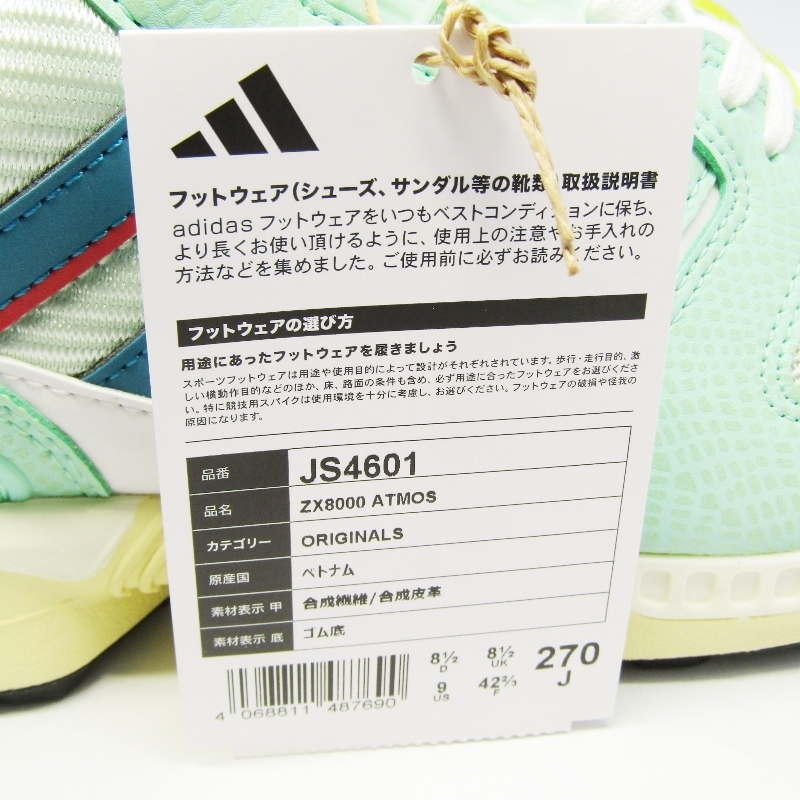 フットウェア(シューズ、サンダル等の靴類)取扱説明書
adidas フットウェアをいつもベストコンディションに保ち、
より長くお使い頂けるように、使用上の注意やお手入れの
方法などを集めました。ご使用前に必ずお読みください。
フットウェアの選び方
用途にあったフットウェアを履きましょう
スポーツフットウェアは用途や使用目的によって設計がそれぞれされています。歩行・走行目的、激
しい横動作目的などのほか、床、路面の条件も含め、必ず用途に合ったフットウェアをお選びくださ
い。特に競技用スパイクは使用環境を十分に考慮し、お選びください。フットウェアの破損や怪我の
原因になります。
品番 JS4601
品名 ZX8000 ATMOS
カテゴリー ORIGINALS
原産国 ベトナム
素材表示 甲 合成繊維/合成皮革
素材表示 底 ゴム底
8½ D 8½ UK 270 J
9 US 42⅔ F
4 068811 487690